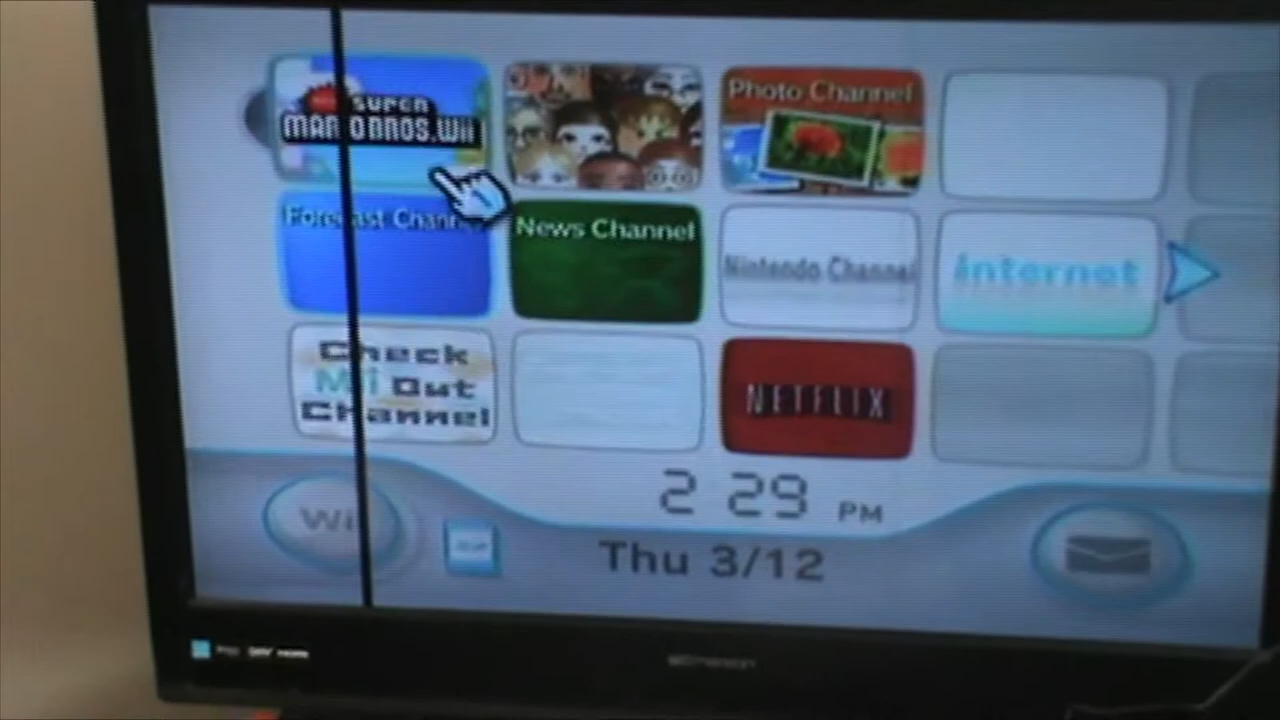 SUPER
MARIO BROS.Wii
Photo Channel
Forecast Channel
News Channel
Nintendo Channel
Internet
Check
Mii Out
Channel
NETFLIX
2 29 PM
Wii
Thu 3/12